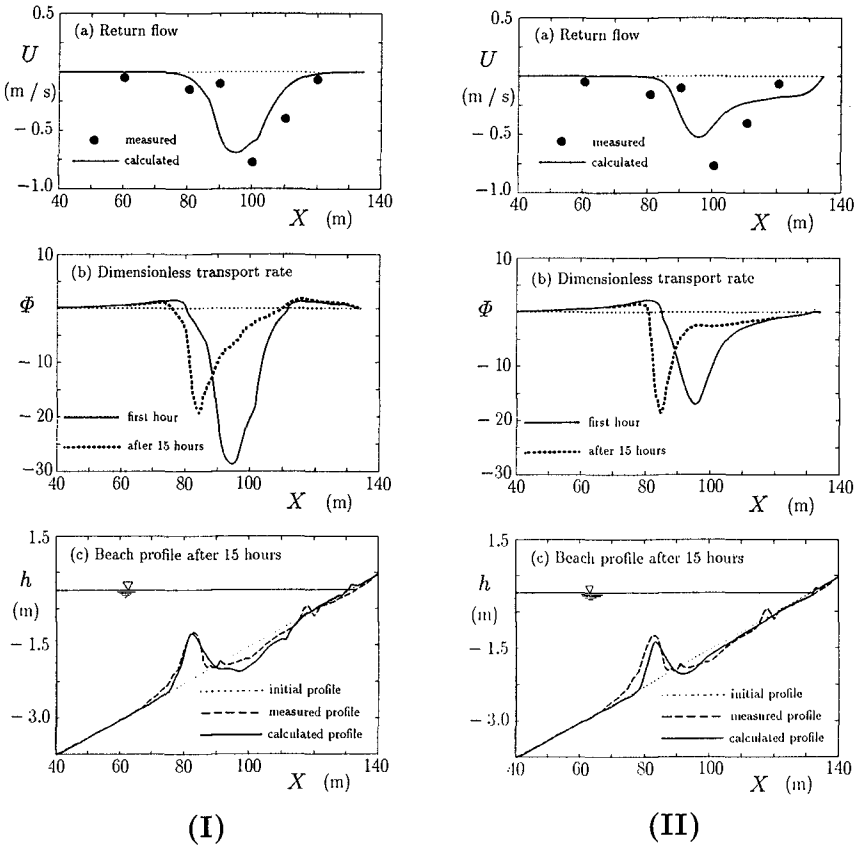 0.5
(a) Return flow
U
(m / s)
− 0.5
measured
calculated
−1.0
40 60 80 100 120 140
X (m)
10
(b) Dimensionless transport rate
Φ
− 10
− 20
first hour
after 15 hours
−30
40 60 80 100 120 140
X (m)
1.5
(c) Beach profile after 15 hours
h
(m)
− 1.5
initial profile
measured profile
− 3.0
calculated profile
40 60 80 100 120 140
X (m)
(I)
0.5
(a) Return flow
U
(m / s)
− 0.5
measured
calculated
−1.0
40 60 80 100 120 140
X (m)
10
(b) Dimensionless transport rate
Φ
− 10
− 20
first hour
after 15 hours
−30
40 60 80 100 120 140
X (m)
1.5
(c) Beach profile after 15 hours
h
(m)
− 1.5
initial profile
measured profile
− 3.0
calculated profile
40 60 80 100 120 140
X (m)
(II)